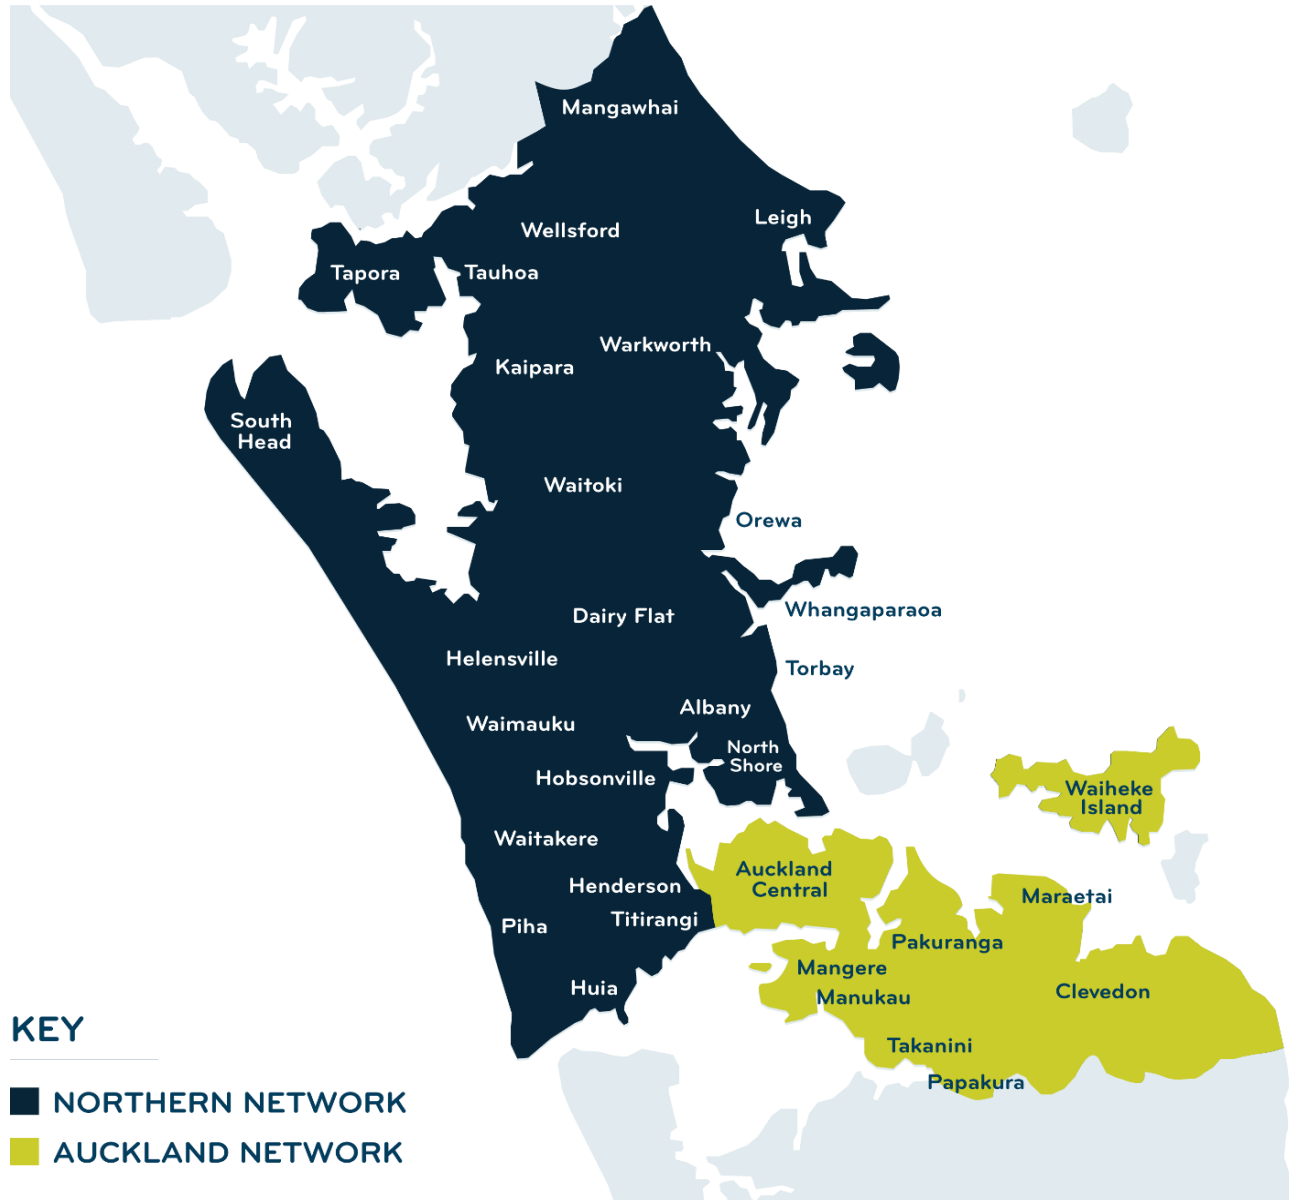 Mangawhai
Leigh
Wellsford
Tapora
Tauhoa
Warkworth
Kaipara
South
Head
Waitoki
Orewa
Whangaparaoa
Dairy Flat
Helensville
Torbay
Albany
Waimauku
North
Shore
Hobsonville
Waiheke
Island
Waitakere
Auckland
Central
Henderson
Maraetai
Titirangi
Piha
Pakuranga
Mangere
Huia
Manukau
Clevedon
KEY
Takanini
Papakura
NORTHERN NETWORK
AUCKLAND NETWORK